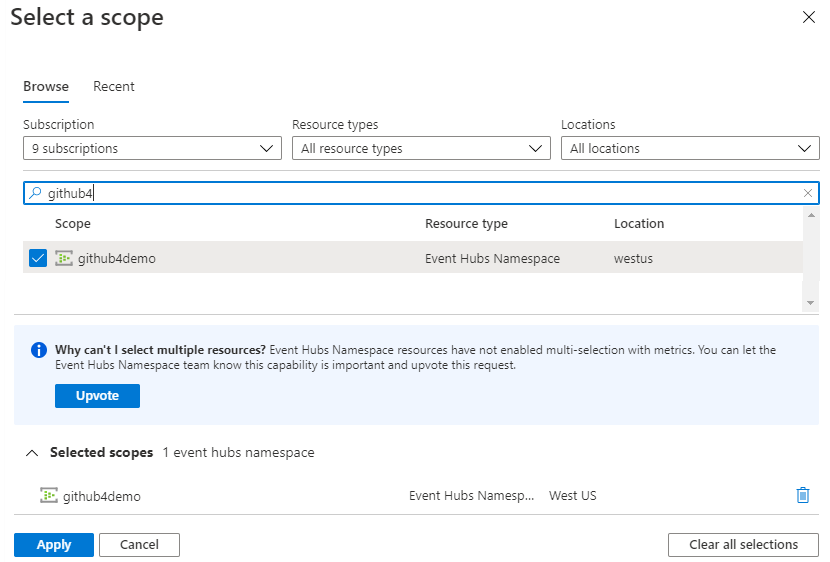 Select a scope
Browse Recent
Subscription Resource types Locations
9 subscriptions All resource types All locations
github4
Scope Resource type Location
github4demo Event Hubs Namespace westus
Why can't I select multiple resources? Event Hubs Namespace resources have not enabled multi-selection with metrics. You can let the
Event Hubs Namespace team know this capability is important and upvote this request.
Upvote
Selected scopes 1 event hubs namespace
github4demo Event Hubs Namesp... West US
Apply Cancel Clear all selections